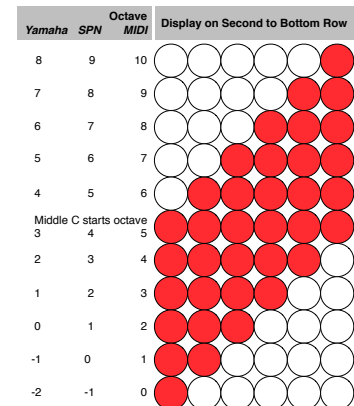 Octave
Yamaha SPN MIDI Display on Second to Bottom Row
8 9 10
7 8 9
6 7 8
5 6 7
4 5 6
Middle C starts octave
3 4 5
2 3 4
1 2 3
0 1 2
-1 0 1
-2 -1 0